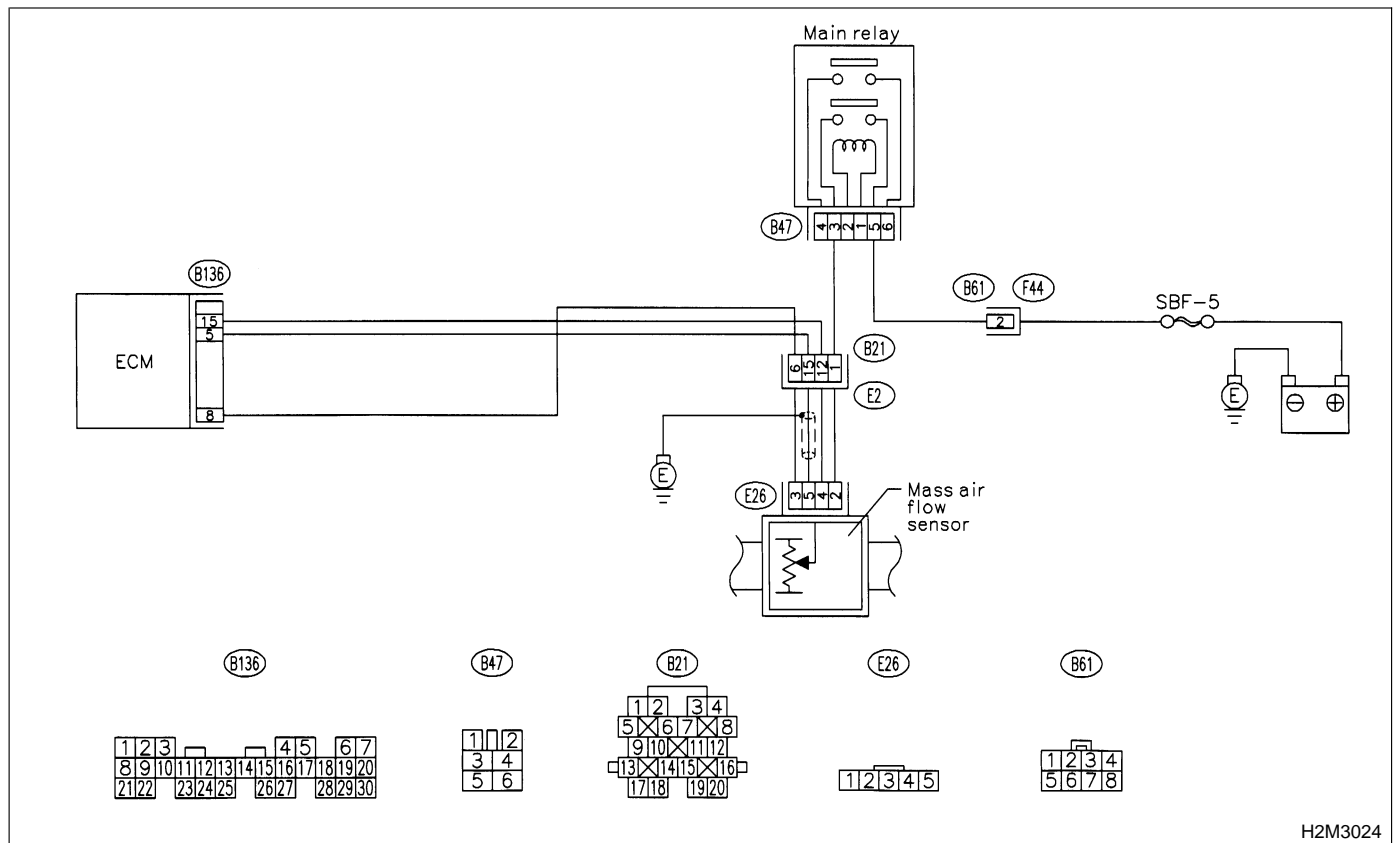 Main relay
B47
4 3 2 1 5 6
B136
B61 F44
SBF-5
15
5
2
ECM
B21
6 15 12 1
E2
8
E
E
⊖ ⊕
E26
3 5 4 2
Mass air
flow
sensor
B136
B47
B21
E26
B61
1 2 3 4 5 6 7
8 9 10 11 12 13 14 15 16 17 18 19 20
21 22 23 24 25 26 27 28 29 30
1 2
3 4
5 6
1 2 3 4
5 6 7 8
9 10 11 12
13 14 15 16
17 18 19 20
1 2 3 4 5
1 2 3 4
5 6 7 8
H2M3024